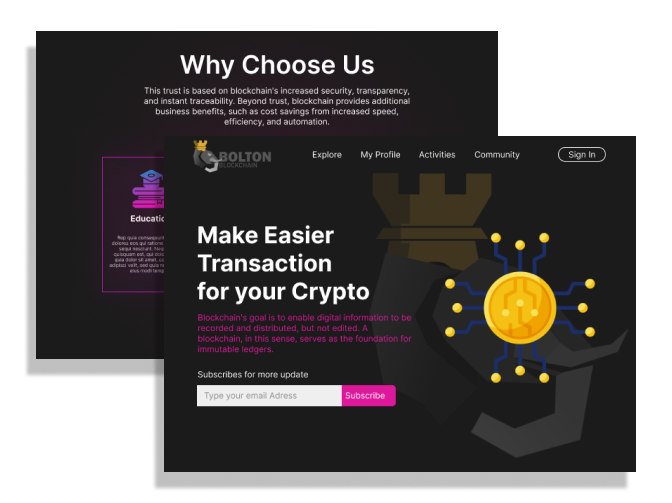 Why Choose Us
This trust is based on blockchain's increased security, transparency,
and instant traceability. Beyond trust, blockchain provides additional
business benefits, such as cost savings from increased speed,
efficiency, and automation.
BOLTON
BLOCKCHAIN
Explore
My Profile
Activities
Community
Sign In
Educatio
Make Easier
Transaction
for your Crypto
Blockchain's goal is to enable digital information to be
recorded and distributed, but not edited. A
blockchain, in this sense, serves as the foundation for
immutable ledgers.
Subscribes for more update
Type your email Adress
Subscribe